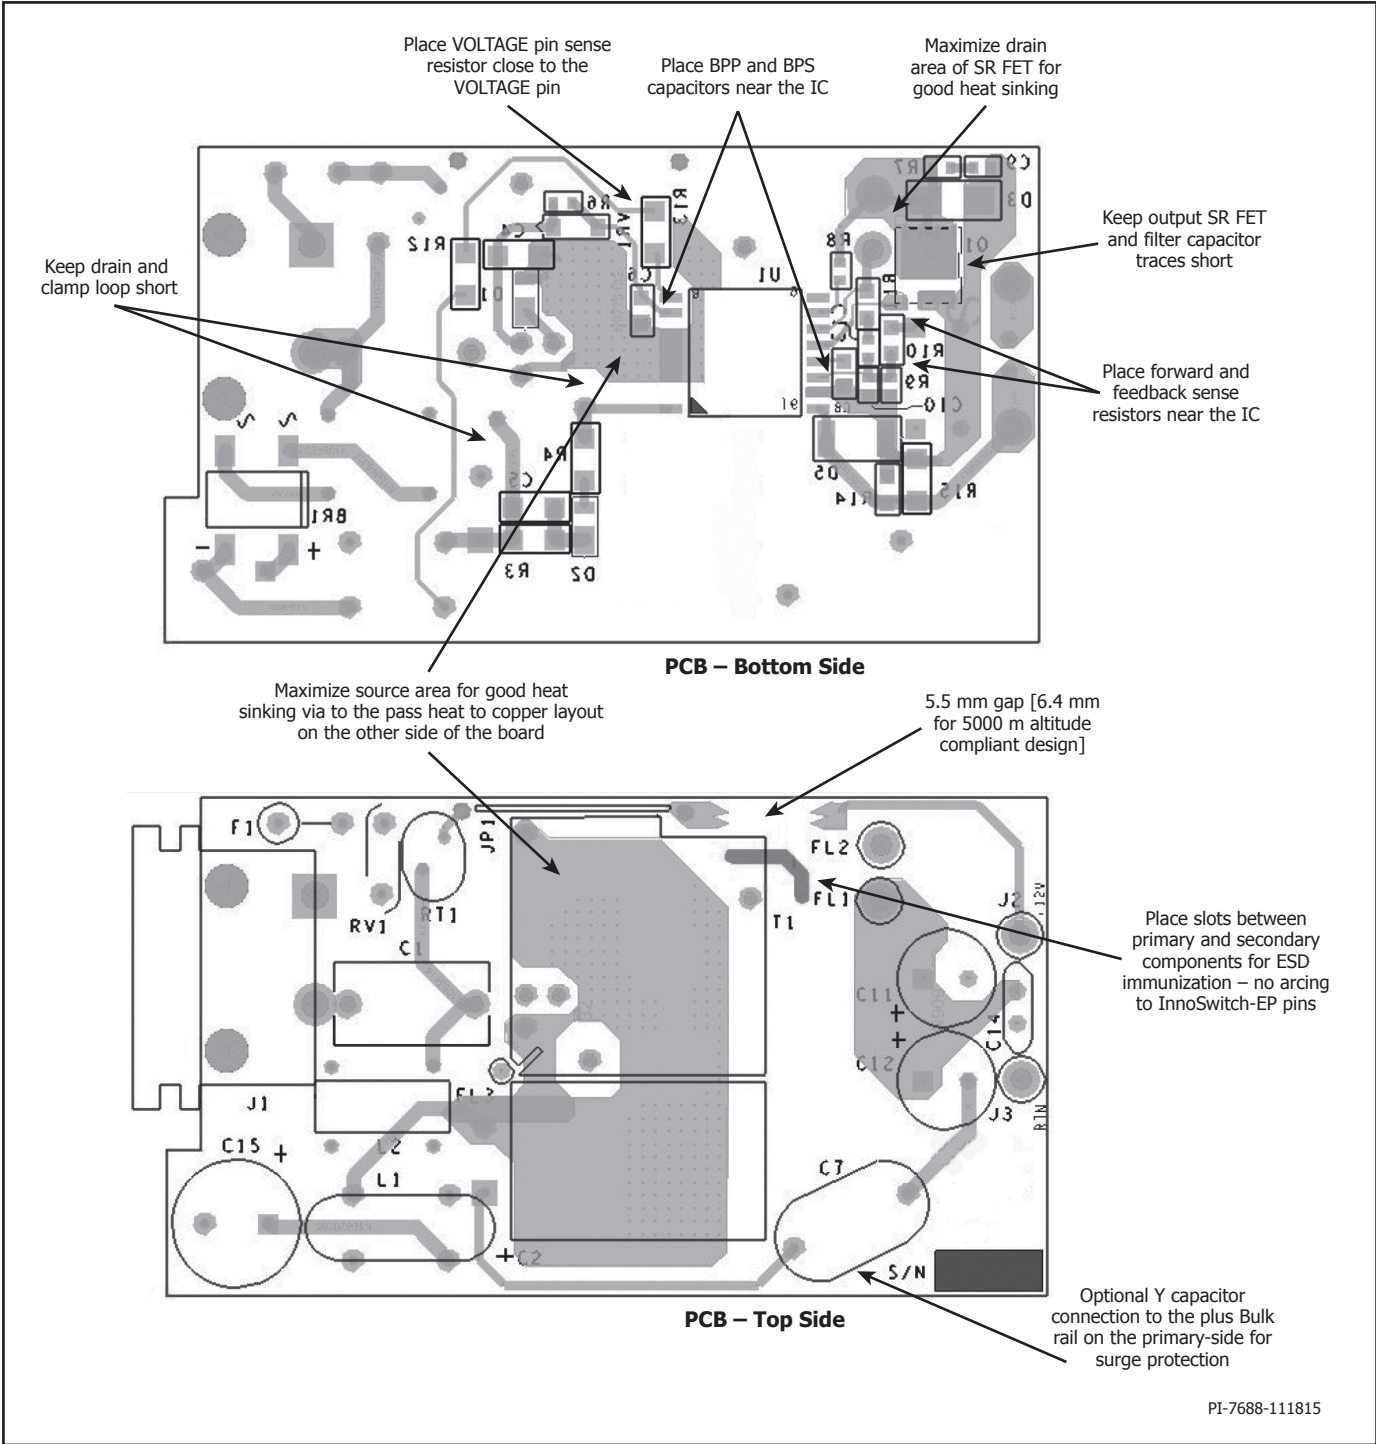 Place VOLTAGE pin sense
resistor close to the
VOLTAGE pin
Place BPP and BPS
capacitors near the IC
Maximize drain
area of SR FET for
good heat sinking
Keep output SR FET
and filter capacitor
traces short
Keep drain and
clamp loop short
Place forward and
feedback sense
resistors near the IC
R12
R6
VR1
R13
C6
U1
R8
R7
C9
D3
Q1
R10
R9
C10
D5
R14
R15
R4
C5
R3
D2
BR1
- +
PCB – Bottom Side
Maximize source area for good heat
sinking via to the pass heat to copper layout
on the other side of the board
5.5 mm gap [6.4 mm
for 5000 m altitude
compliant design]
F1
RV1
RT1
JP1
C1
T1
FL2
FL1
J2
+12V
C11
+
+
C12
C14
J3
RTN
FL3
J1
L2
C15 +
L1
+C2
C7
S/N
Place slots between
primary and secondary
components for ESD
immunization – no arcing
to InnoSwitch-EP pins
PCB – Top Side
Optional Y capacitor
connection to the plus Bulk
rail on the primary-side for
surge protection
PI-7688-111815